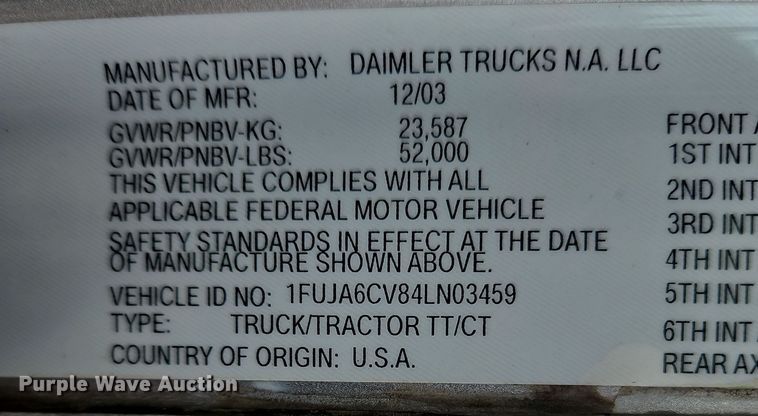 MANUFACTURED BY: DAIMLER TRUCKS N.A. LLC
DATE OF MFR: 12/03
GVWR/PNBV-KG: 23,587
GVWR/PNBV-LBS: 52,000
THIS VEHICLE COMPLIES WITH ALL
APPLICABLE FEDERAL MOTOR VEHICLE
SAFETY STANDARDS IN EFFECT AT THE DATE
OF MANUFACTURE SHOWN ABOVE.
VEHICLE ID NO: 1FUJA6CV84LN03459
TYPE: TRUCK/TRACTOR TT/CT
COUNTRY OF ORIGIN: U.S.A.
FRONT A
1ST INT
2ND INT
3RD INT
4TH INT
5TH INT
6TH INT.
REAR AX
Purple Wave Auction